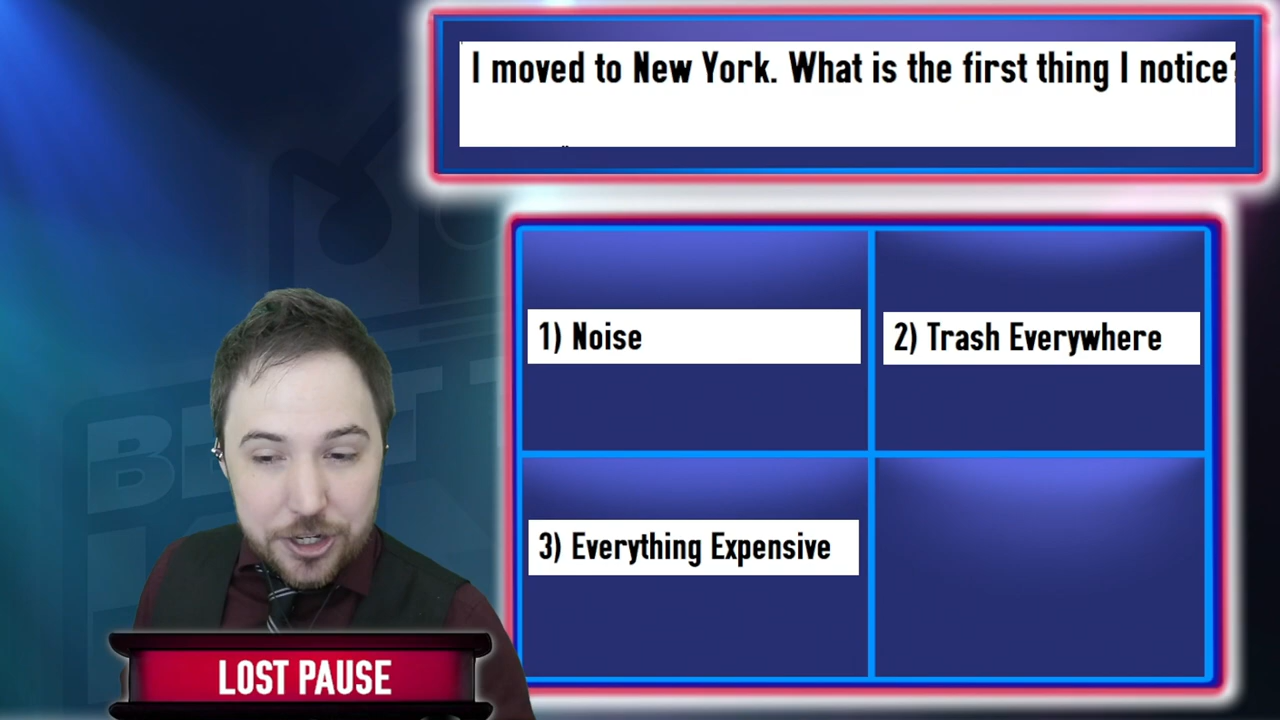 I moved to New York. What is the first thing I notice?
1) Noise
2) Trash Everywhere
3) Everything Expensive
LOST PAUSE